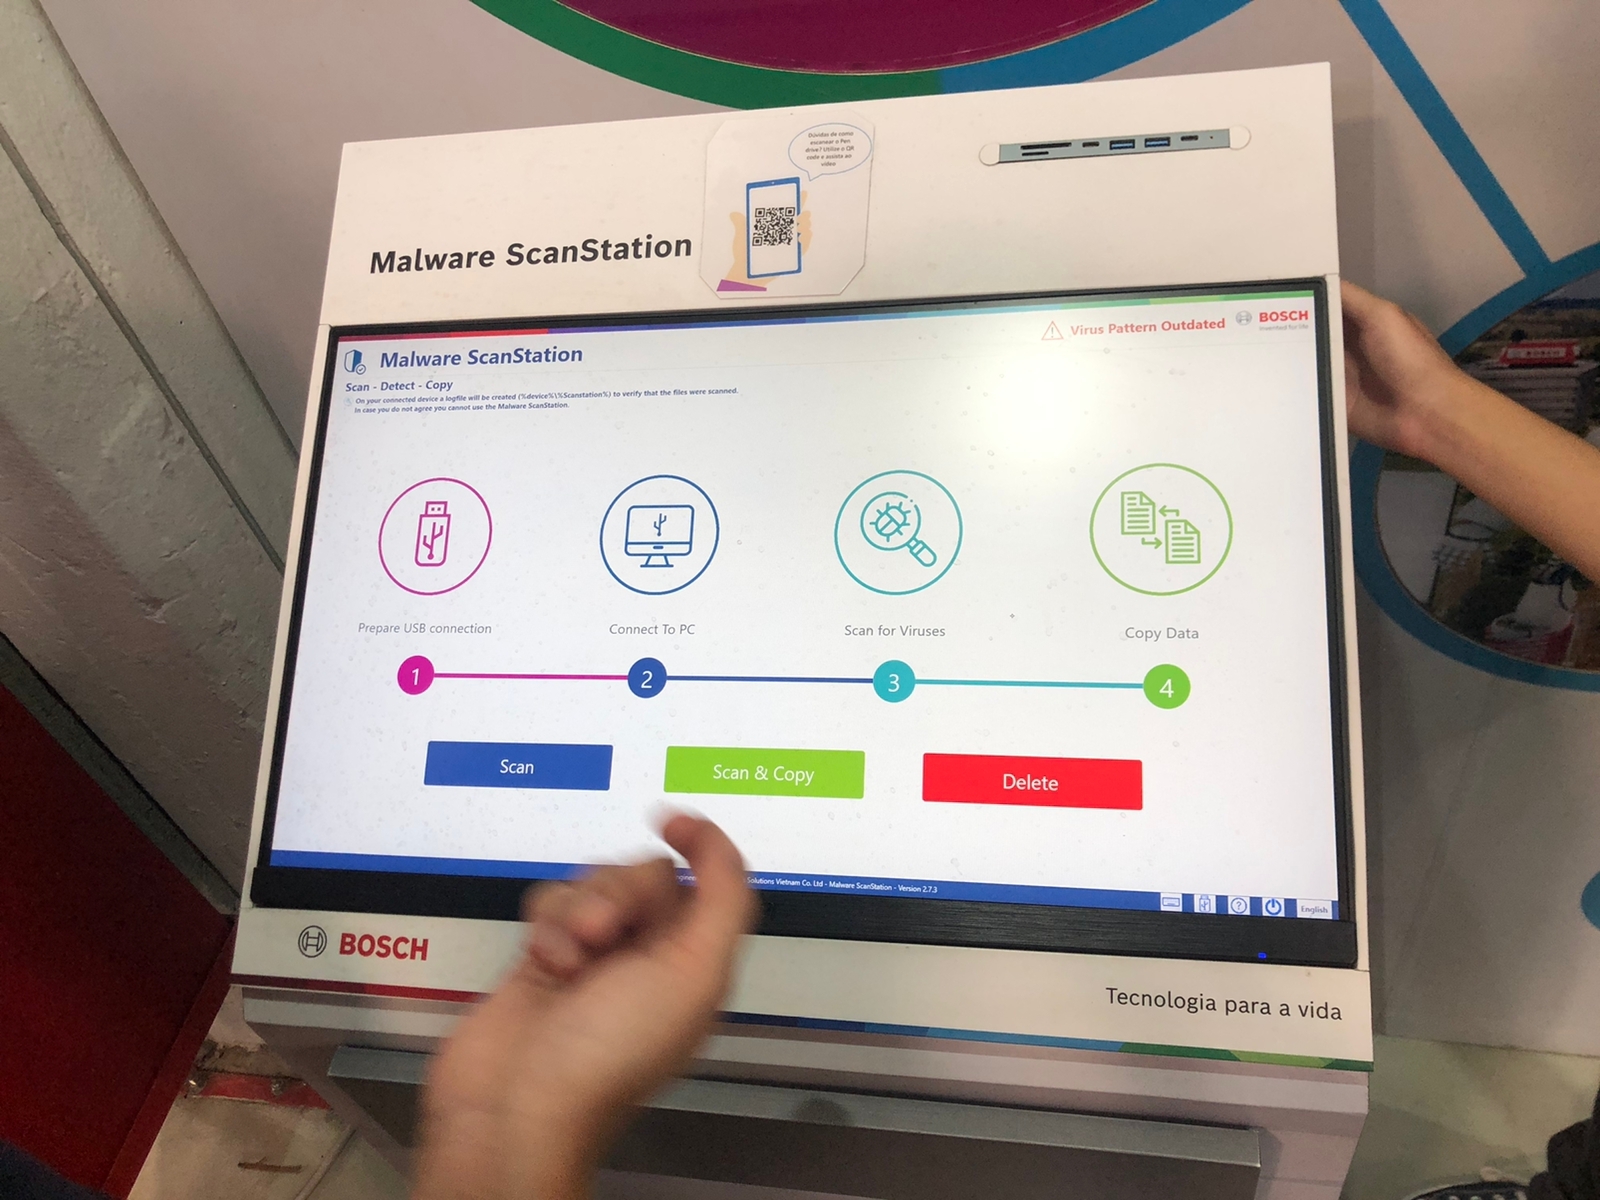 Dúvidas de como
escanear o Pen
drive? Utilize o QR
code e assista ao
vídeo
Malware ScanStation
Malware ScanStation
Virus Pattern Outdated
BOSCH
Invented for life
Scan - Detect - Copy
On your connected device a logfile will be created (%device%\%Scanstation%) to verify that the files were scanned.
In case you do not agree you cannot use the Malware ScanStation.
Prepare USB connection
Connect To PC
Scan for Viruses
Copy Data
1
2
3
4
Scan
Scan & Copy
Delete
Solutions Vietnam Co. Ltd - Malware ScanStation - Version 2.7.3
English
BOSCH
Tecnologia para a vida